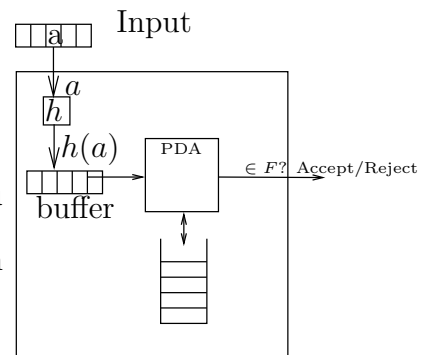 Input
a
a
h
h(a)
PDA
∈ F? Accept/Reject
buffer